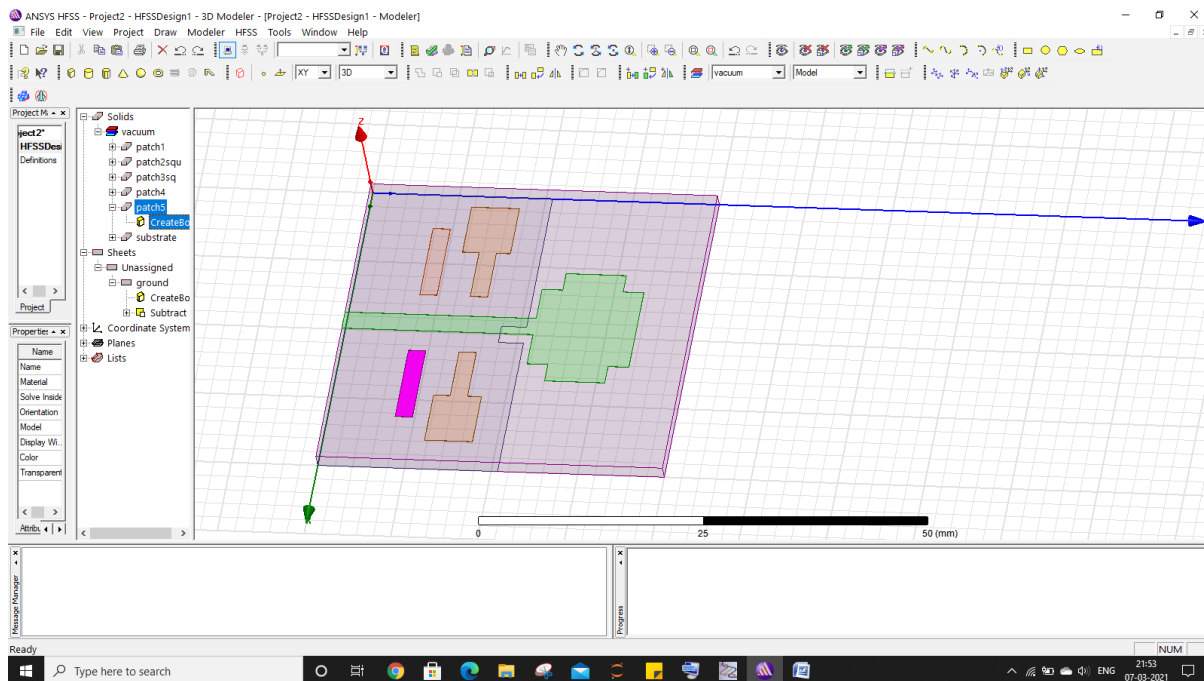 ANSYS HFSS - Project2 - HFSSDesign1 - 3D Modeler - [Project2 - HFSSDesign1 - Modeler]
File Edit View Project Draw Modeler HFSS Tools Window Help
XY 3D vacuum Model
Project M
ject2*
HFSSDes
Definitions
Project
Solids
vacuum
patch1
patch2squ
patch3sq
patch4
patch5
CreateBo
substrate
Sheets
Unassigned
ground
CreateBo
Subtract
Coordinate System
Planes
Lists
Properties
Name
Name
Material
Solve Inside
Orientation
Model
Display Wi..
Color
Transparent
Attribu
Z
0 25 50 (mm)
Message Manager
Progress
Ready
NUM
Type here to search
ENG
21:53
07-03-2021